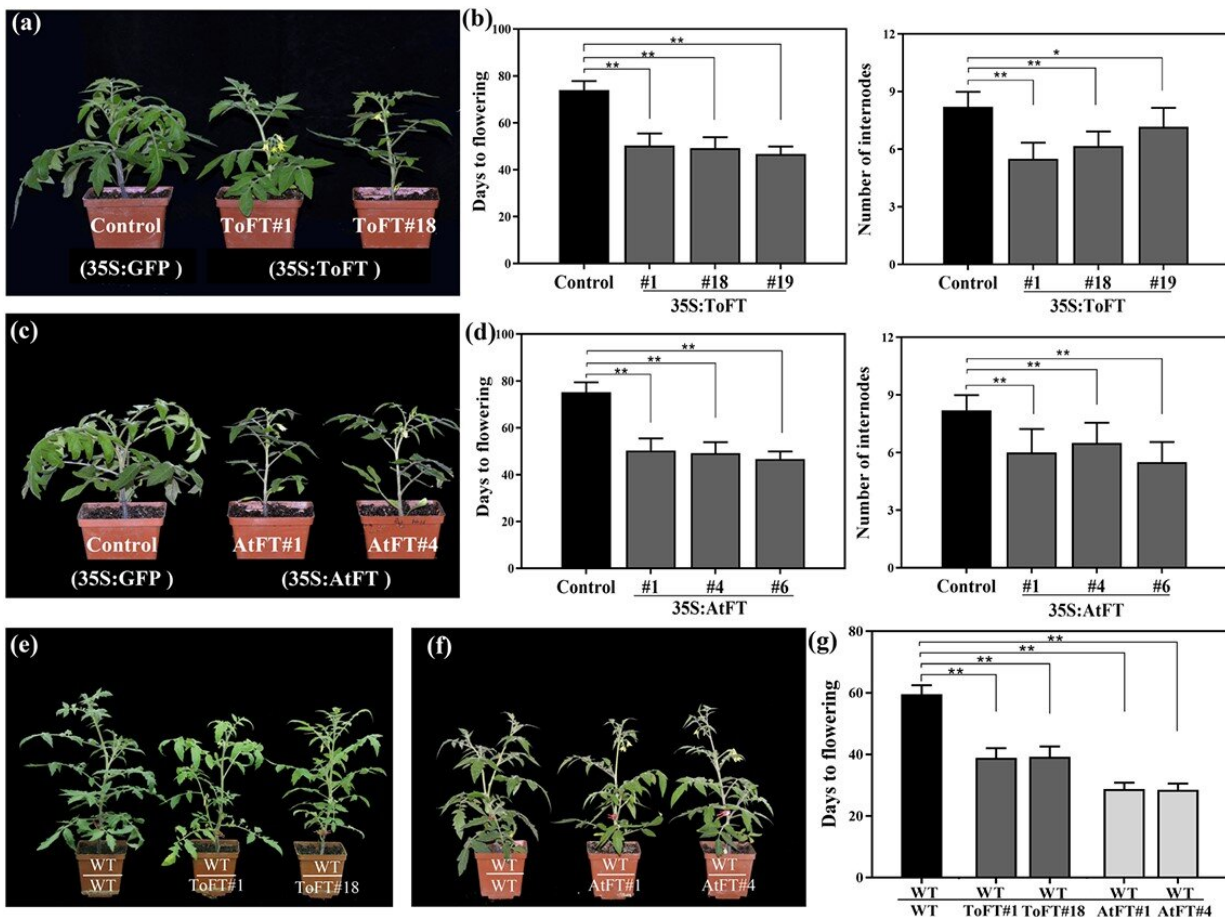 (a)
Control
ToFT#1
ToFT#18
(35S:GFP )
(35S:ToFT )
(b)
Days to flowering
100
80
60
40
20
0
**
**
**
Control
#1
#18
#19
35S:ToFT
Number of internodes
12
9
6
3
0
*
**
**
Control
#1
#18
#19
35S:ToFT
(c)
Control
AtFT#1
AtFT#4
(35S:GFP )
(35S:AtFT )
(d)
Days to flowering
100
80
60
40
20
0
**
**
**
Control
#1
#4
#6
35S:AtFT
Number of internodes
12
9
6
3
0
**
**
**
Control
#1
#4
#6
35S:AtFT
(e)
WT
WT
WT
ToFT#1
WT
ToFT#18
(f)
WT
WT
WT
AtFT#1
WT
AtFT#4
(g)
Days to flowering
80
60
40
20
0
**
**
**
**
WT
WT
WT
ToFT#1
WT
ToFT#18
WT
AtFT#1
WT
AtFT#4